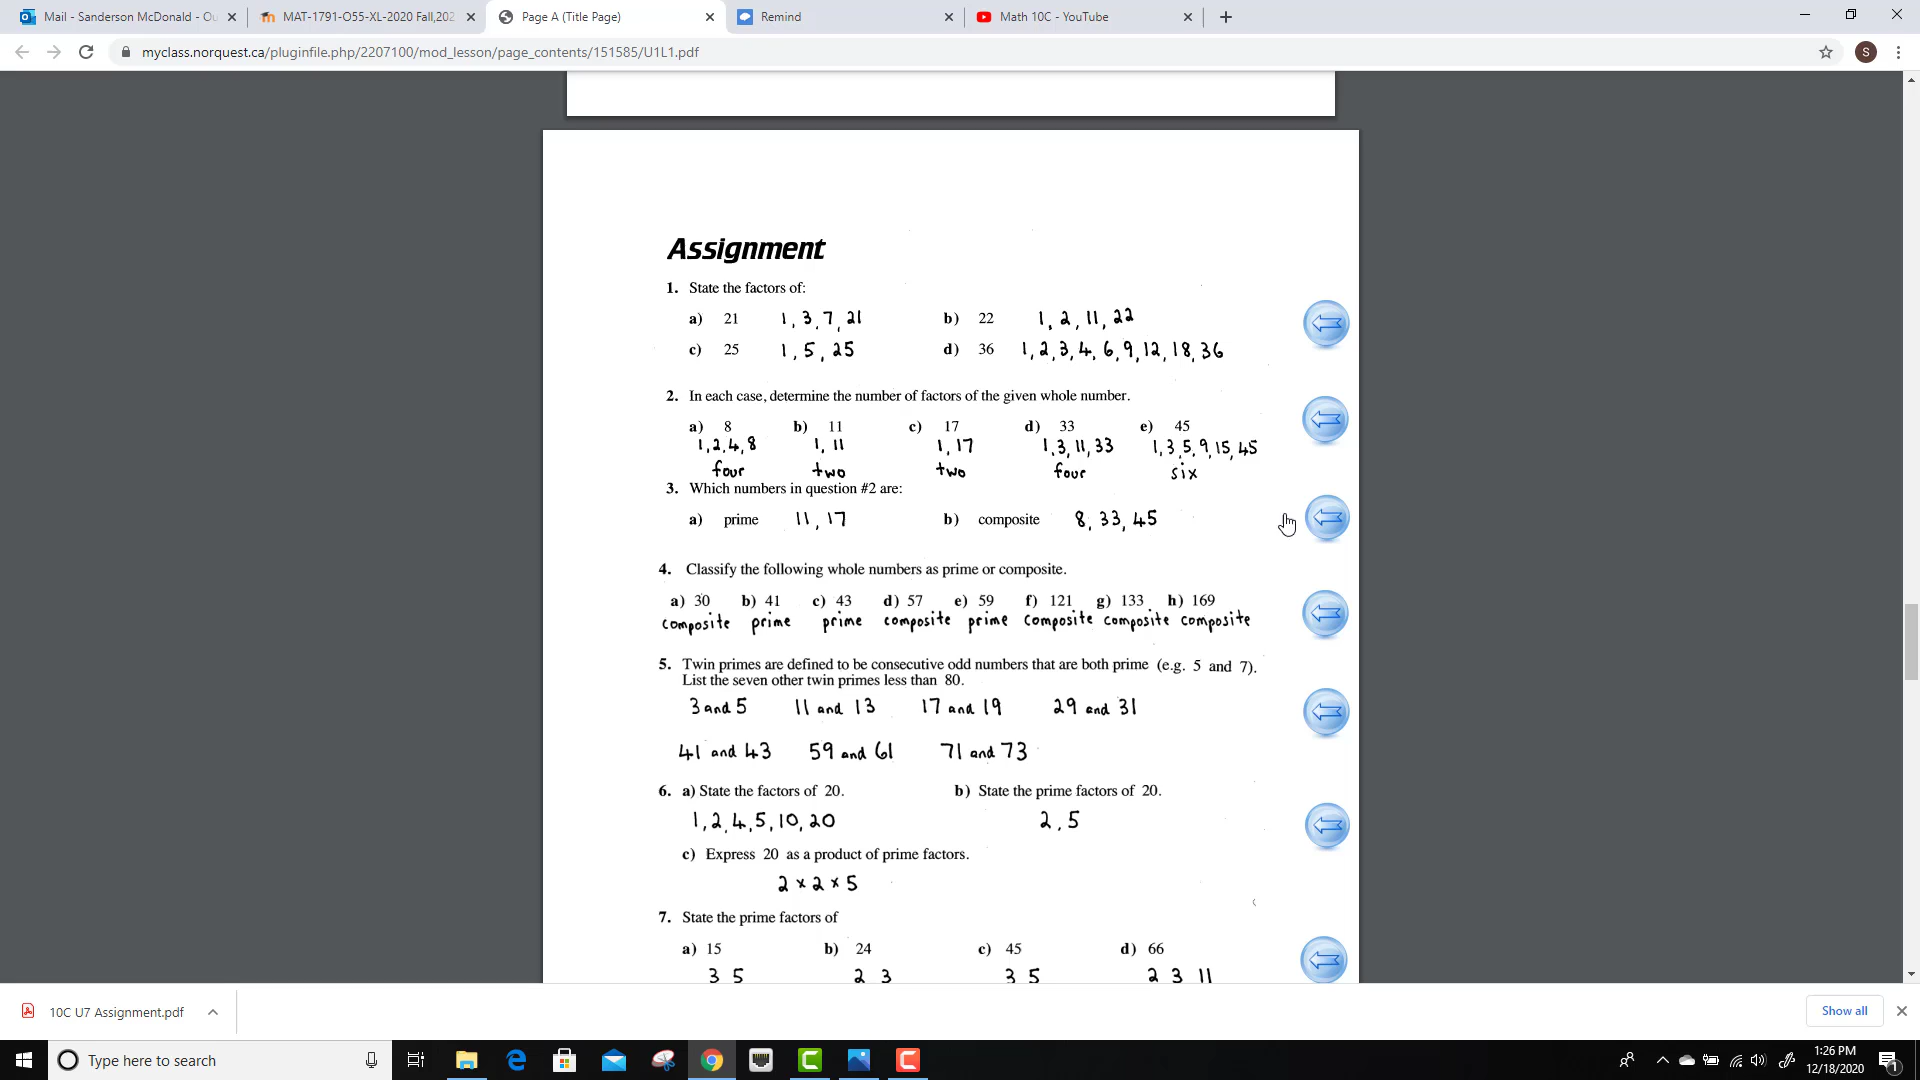 Mail - Sanderson McDonald - Ou
MAT-1791-O55-XL-2020 Fall,202
Page A (Title Page)
Remind
Math 10C - YouTube
myclass.norquest.ca/pluginfile.php/2207100/mod_lesson/page_contents/151585/U1L1.pdf
S
Assignment
1. State the factors of:
a) 21 1, 3, 7, 21 b) 22 1, 2, 11, 22
c) 25 1, 5, 25 d) 36 1, 2, 3, 4, 6, 9, 12, 18, 36
2. In each case, determine the number of factors of the given whole number.
a) 8 b) 11 c) 17 d) 33 e) 45
1, 2, 4, 8 1, 11 1, 17 1, 3, 11, 33 1, 3, 5, 9, 15, 45
four two two four six
3. Which numbers in question #2 are:
a) prime 11, 17 b) composite 8, 33, 45
4. Classify the following whole numbers as prime or composite.
a) 30 b) 41 c) 43 d) 57 e) 59 f) 121 g) 133 h) 169
composite prime prime composite prime composite composite composite
5. Twin primes are defined to be consecutive odd numbers that are both prime (e.g. 5 and 7).
List the seven other twin primes less than 80.
3 and 5 11 and 13 17 and 19 29 and 31
41 and 43 59 and 61 71 and 73
6. a) State the factors of 20. b) State the prime factors of 20.
1, 2, 4, 5, 10, 20 2, 5
c) Express 20 as a product of prime factors.
2 × 2 × 5
7. State the prime factors of
a) 15 b) 24 c) 45 d) 66
3 5 2 3 3 5 2 3 11
10C U7 Assignment.pdf
Show all
Type here to search
1:26 PM
12/18/2020
1